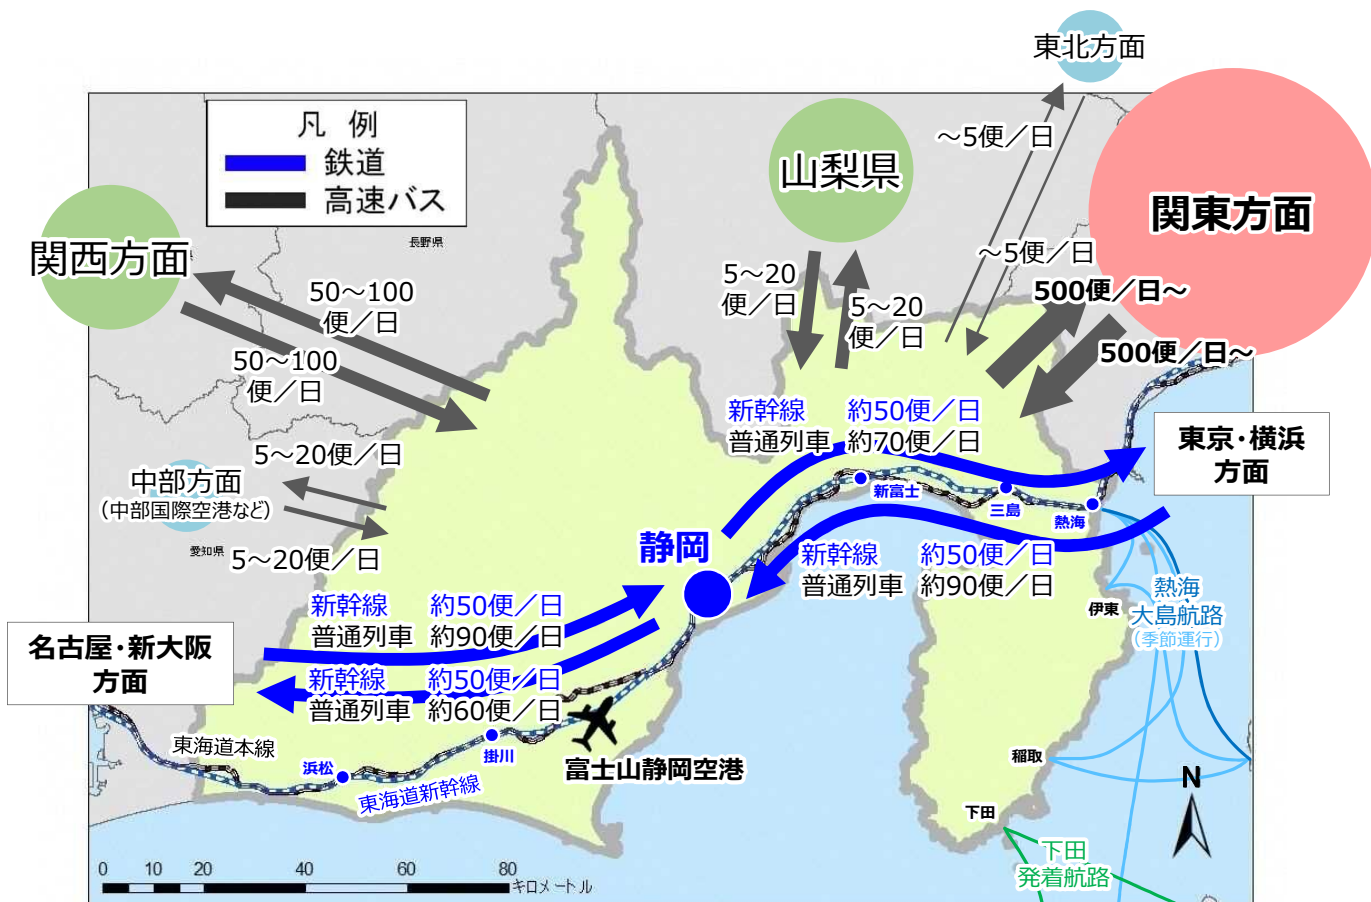 東北方面
凡 例
鉄道
高速バス
山梨県
～5便／日
関東方面
長野県
関西方面
～5便／日
5～20
便／日
5～20
便／日
50～100
便／日
500便／日～
500便／日～
50～100
便／日
新幹線 約50便／日
普通列車 約70便／日
東京・横浜
方面
5～20便／日
中部方面
（中部国際空港など）
新富士
三島
熱海
愛知県
5～20便／日
静岡
新幹線 約50便／日
普通列車 約90便／日
熱海
大島航路
（季節運行）
伊東
新幹線 約50便／日
普通列車 約90便／日
名古屋・新大阪
方面
新幹線 約50便／日
普通列車 約60便／日
東海道本線
掛川
浜松
富士山静岡空港
東海道新幹線
稲取
N
下田
下田
発着航路
0 10 20 40 60 80
キロメートル